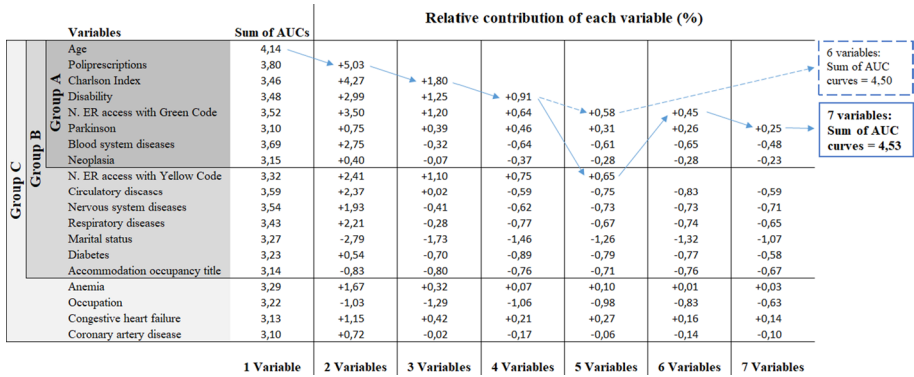 Relative contribution of each variable (%)
Variables Sum of AUCs
Group C
Group B
Group A
Age 4,14
Poliprescriptions 3,80 +5,03
Charlson Index 3,46 +4,27 +1,80
Disability 3,48 +2,99 1,25 +0,91
N. ER access with Green Code 3,52 +3,50 +1,20 +0,64 +0,58 +0,45
Parkinson 3,10 +0,75 +0,39 +0,46 +0,31 +0,26 +0,25
Blood system diseases 3,69 +2,75 -0,32 -0,64 -0,61 -0,65 -0,48
Neoplasia 3,15 +0,40 -0,07 -0,37 -0,28 -0,28 -0,23
N. ER access with Yellow Code 3,32 +2,41 +1,10 +0,75 +0,65
Circulatory diseases 3,59 +2,37 +0,02 -0,59 -0,75 -0,83 -0,59
Nervous system diseases 3,54 +1,93 -0,41 -0,62 -0,73 -0,73 -0,71
Respiratory diseases 3,43 +2,21 -0,28 -0,77 -0,67 -0,74 -0,65
Marital status 3,27 -2,79 -1,73 -1,46 -1,26 -1,32 -1,07
Diabetes 3,23 +0,54 -0,70 -0,89 -0,79 -0,77 -0,58
Accommodation occupancy title 3,14 -0,83 -0,80 -0,76 -0,71 -0,76 -0,67
Anemia 3,29 +1,67 +0,32 +0,07 +0,10 +0,01 +0,03
Occupation 3,22 -1,03 -1,29 -1,06 -0,98 -0,83 -0,63
Congestive heart failure 3,13 +1,15 +0,42 +0,21 +0,27 +0,16 +0,14
Coronary artery disease 3,10 +0,72 -0,02 -0,17 -0,06 -0,14 -0,10
1 Variable 2 Variables 3 Variables 4 Variables 5 Variables 6 Variables 7 Variables
6 variables:
Sum of AUC
curves = 4,50
7 variables:
Sum of AUC
curves = 4,53